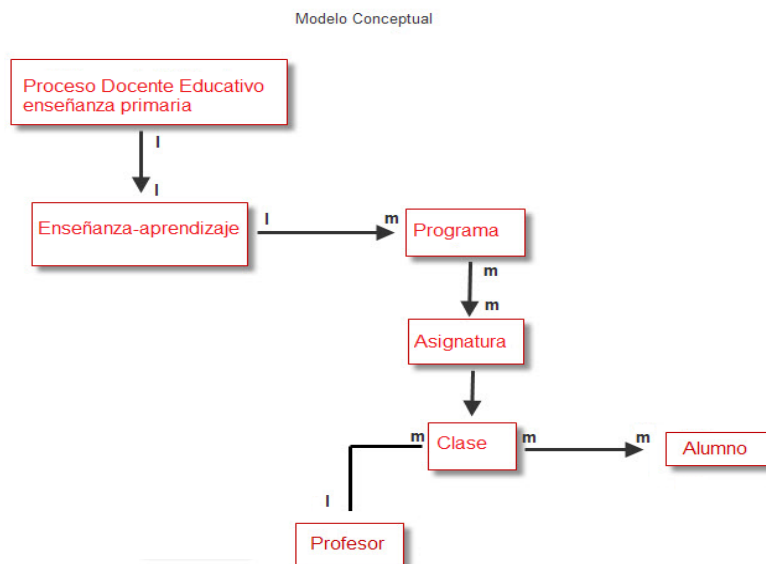 Modelo Conceptual
Proceso Docente Educativo
enseñanza primaria
l
l
Enseñanza-aprendizaje
l
m
Programa
m
m
Asignatura
m
Clase
m
m
Alumno
l
Profesor